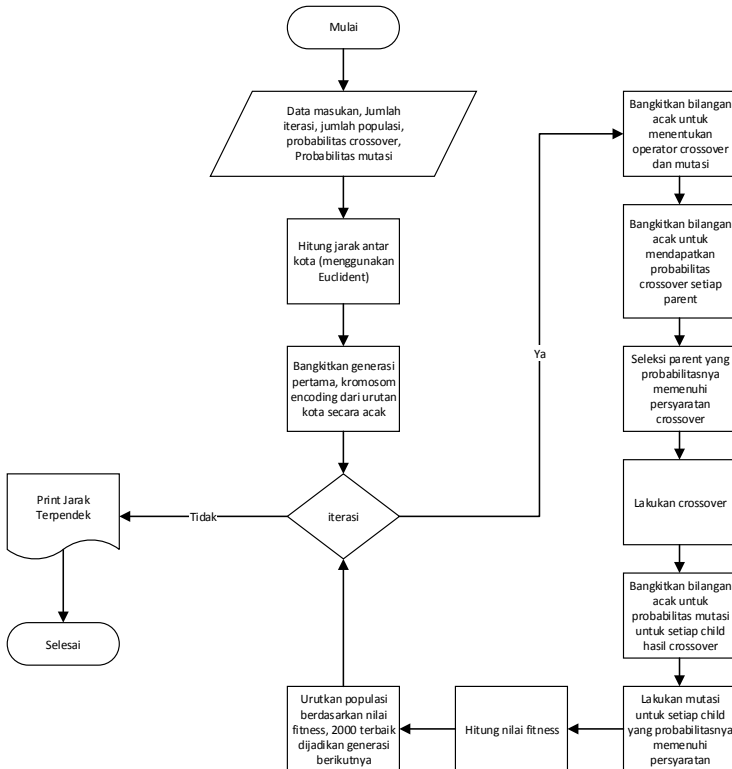 Mulai
Data masukan, Jumlah
iterasi, jumlah populasi,
probabilitas crossover,
Probabilitas mutasi
Hitung jarak antar
kota (menggunakan
Euclident)
Bangkitkan generasi
pertama, kromosom
encoding dari urutan
kota secara acak
iterasi
Tidak
Print Jarak
Terpendek
Selesai
Ya
Bangkitkan bilangan
acak untuk
menentukan
operator crossover
dan mutasi
Bangkitkan bilangan
acak untuk
mendapatkan
probabilitas
crossover setiap
parent
Seleksi parent yang
probabilitasnya
memenuhi
persyaratan
crossover
Lakukan crossover
Bangkitkan bilangan
acak untuk
probabilitas mutasi
untuk setiap child
hasil crossover
Lakukan mutasi
untuk setiap child
yang probabilitasnya
memenuhi
persyaratan
Hitung nilai fitness
Urutkan populasi
berdasarkan nilai
fitness, 2000 terbaik
dijadikan generasi
berikutnya